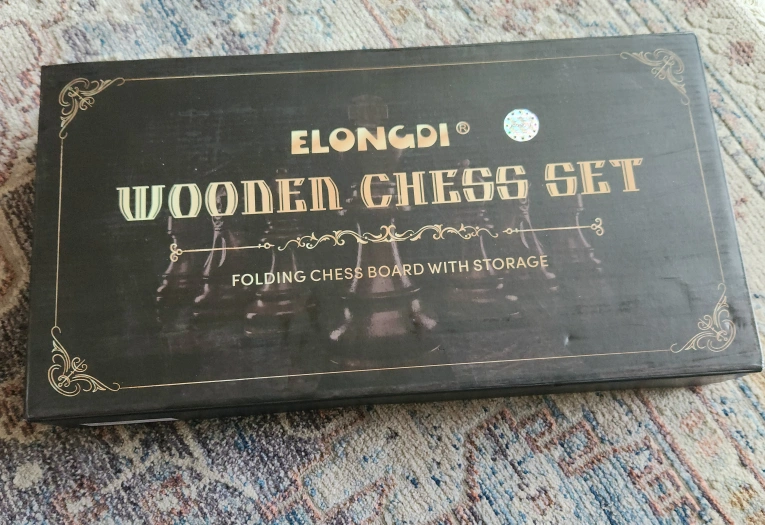 ELONGDI®
WOODEN CHESS SET
FOLDING CHESS BOARD WITH STORAGE